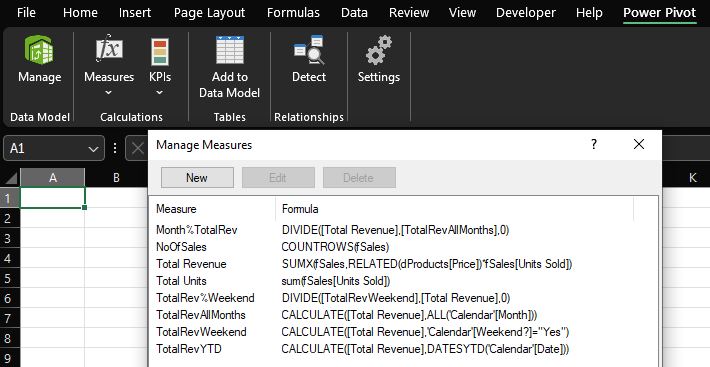 File Home Insert Page Layout Formulas Data Review View Developer Help Power Pivot
Manage Measures KPIs Add to Data Model Detect Settings
Data Model Calculations Tables Relationships
A1
Manage Measures ?
A B K
New Edit Delete
1
2
3
4
5
6
7
8
9
Measure Formula
Month%TotalRev DIVIDE([Total Revenue],[TotalRevAllMonths],0)
NoOfSales COUNTROWS(fSales)
Total Revenue SUMX(fSales,RELATED(dProducts[Price])*fSales[Units Sold])
Total Units sum(fSales[Units Sold])
TotalRev%Weekend DIVIDE([TotalRevWeekend],[Total Revenue],0)
TotalRevAllMonths CALCULATE([Total Revenue],ALL('Calendar'[Month]))
TotalRevWeekend CALCULATE([Total Revenue],'Calendar'[Weekend?]="Yes")
TotalRevYTD CALCULATE([Total Revenue],DATESYTD('Calendar'[Date]))